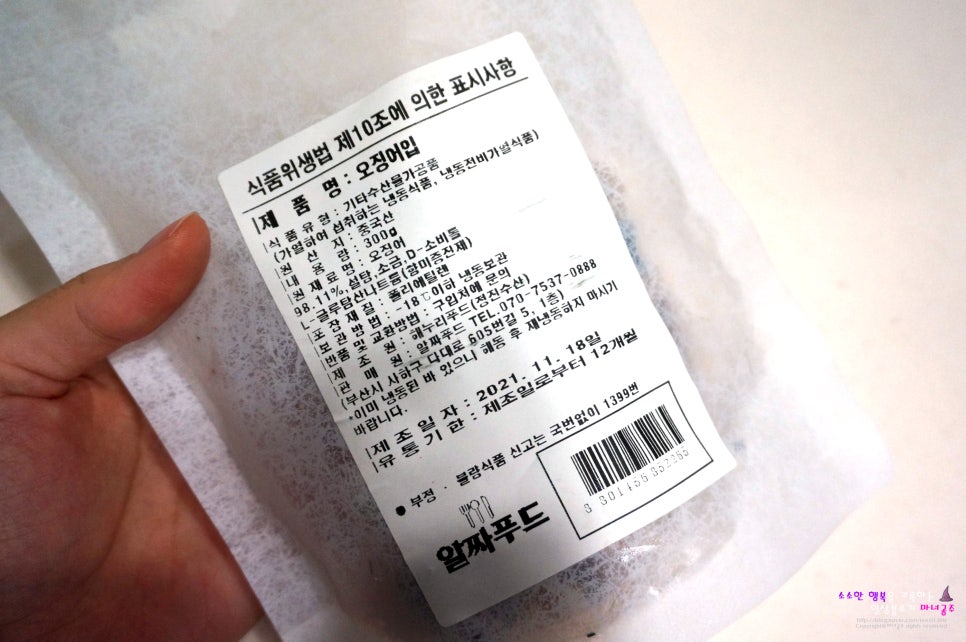 식품위생법 제10조에 의한 표시사항
제 품 명 : 오징어입
식 품 유 형 : 기타수산물가공품
(가열하여 섭취하는 냉동식품, 냉동전비가열식품)
원 산 지 : 중국산
내 용 량 : 300g
원 재 료 명 : 오징어
98.11%,설탕,소금,D-소비톨
L-글루탐산나트륨(향미증진제)
포 장 재 질 : 폴리에틸렌
보 관 방 법 : -18℃이하 냉동보관
반품 및 교환방법 : 구입처에 문의
제 조 원 : 해누리푸드(정진수산)
판 매 원 : 알짜푸드 TEL.070-7537-0888
(부산시 사하구 다대로 605번길 5, 1층)
*이미 냉동된 바 있으니 해동 후 재냉동하지 마시기
바랍니다.
제 조 일 자 : 2021. 11. 18일
유 통 기 한 : 제조일로부터 12개월
● 부정 · 불량식품 신고는 국번없이 1399번
알짜푸드
소소한 행복
마녀공주